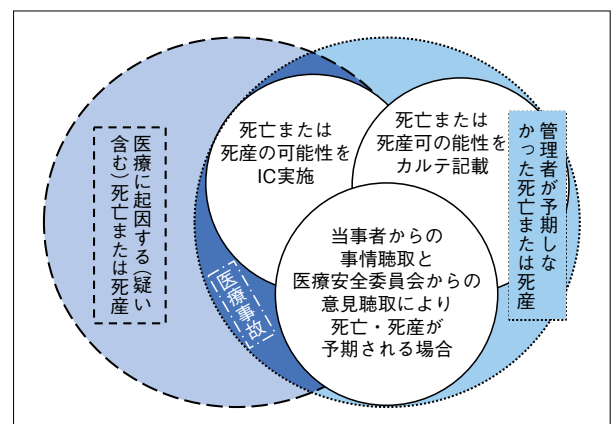 医療に起因する(疑い
含む)死亡または死産
死亡または
死産の可能性を
IC実施
死亡または
死産可の能性を
カルテ記載
管理者が予期しな
かった死亡または死産
医療事故
当事者からの
事情聴取と
医療安全委員会からの
意見聴取により
死亡・死産が
予期される場合